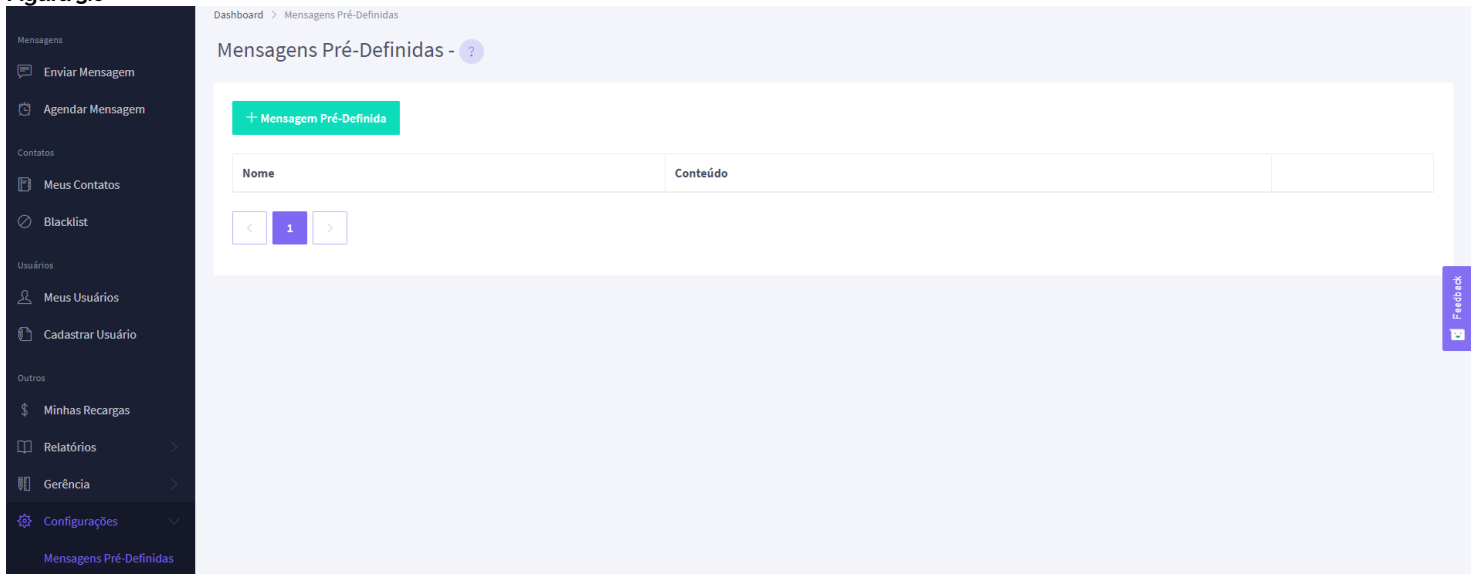 Dashboard > Mensagens Pré-Definidas
Mensagens
Mensagens Pré-Definidas - ?
Enviar Mensagem
Agendar Mensagem
+ Mensagem Pré-Definida
Contatos
Nome
Conteúdo
Meus Contatos
Blacklist
< 1 >
Usuários
Meus Usuários
Feedback
Cadastrar Usuário
Outros
$ Minhas Recargas
Relatórios
Gerência
Configurações
Mensagens Pré-Definidas